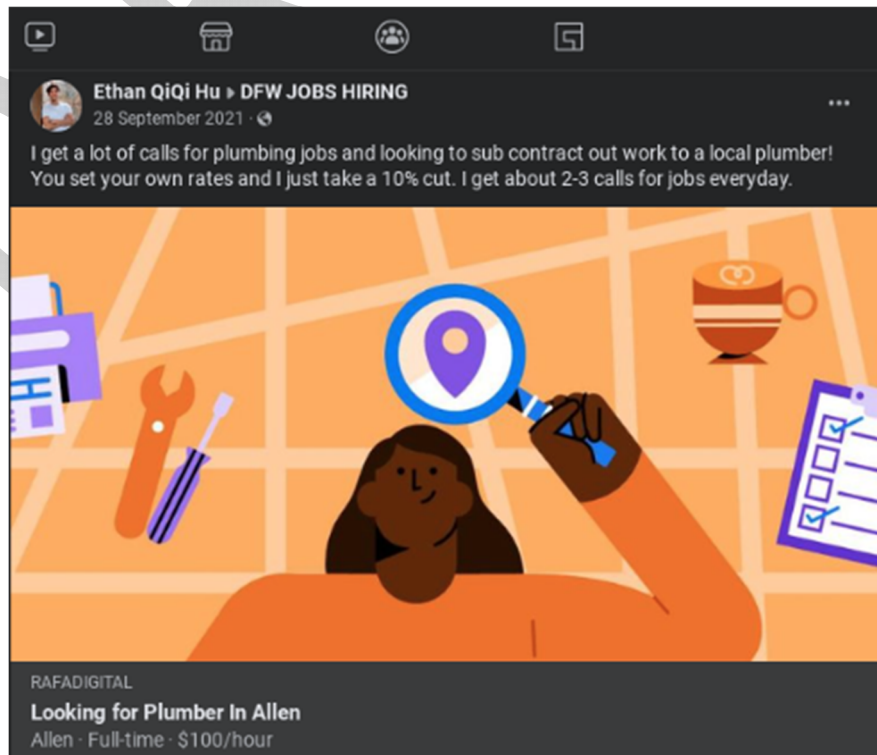 Ethan QiQi Hu ▸ DFW JOBS HIRING
28 September 2021 ·
I get a lot of calls for plumbing jobs and looking to sub contract out work to a local plumber!
You set your own rates and I just take a 10% cut. I get about 2-3 calls for jobs everyday.
RAFADIGITAL
Looking for Plumber In Allen
Allen · Full-time · $100/hour